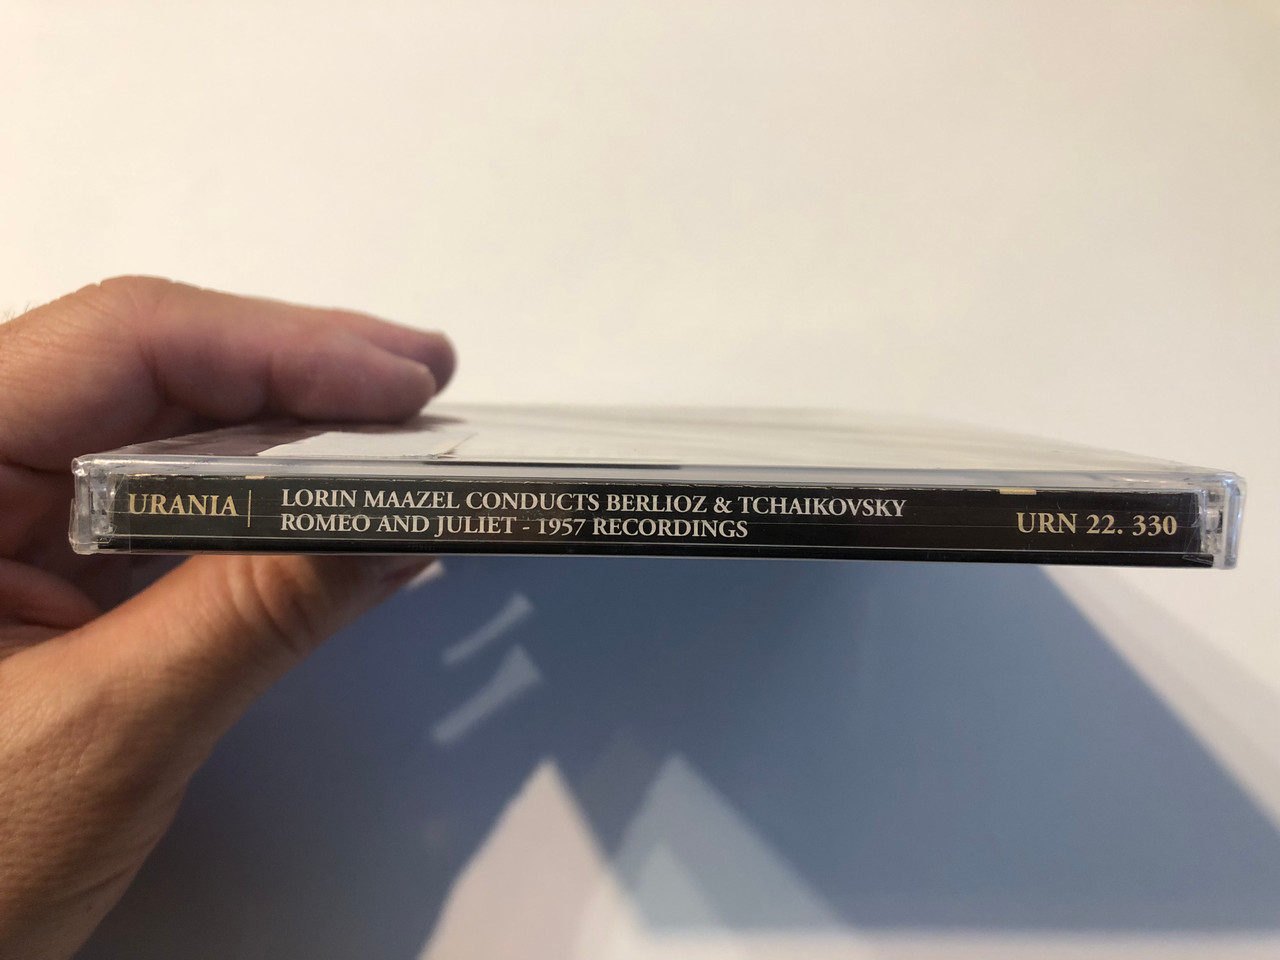 URANIA
LORIN MAAZEL CONDUCTS BERLIOZ & TCHAIKOVSKY
ROMEO AND JULIET - 1957 RECORDINGS
URN 22. 330